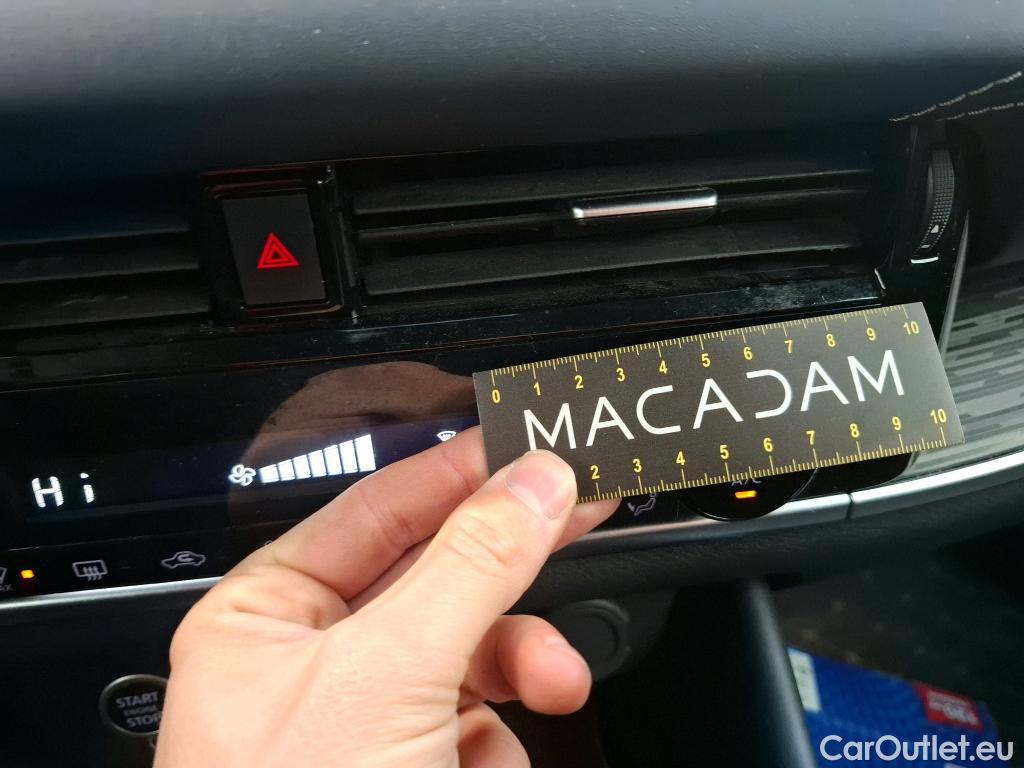 0 1 2 3 4 5 6 7 8 9 10
MACADAM
2 3 4 5 6 7 8 9 10
Hi
A/C
START
ENGINE
STOP
CarOutlet.eu